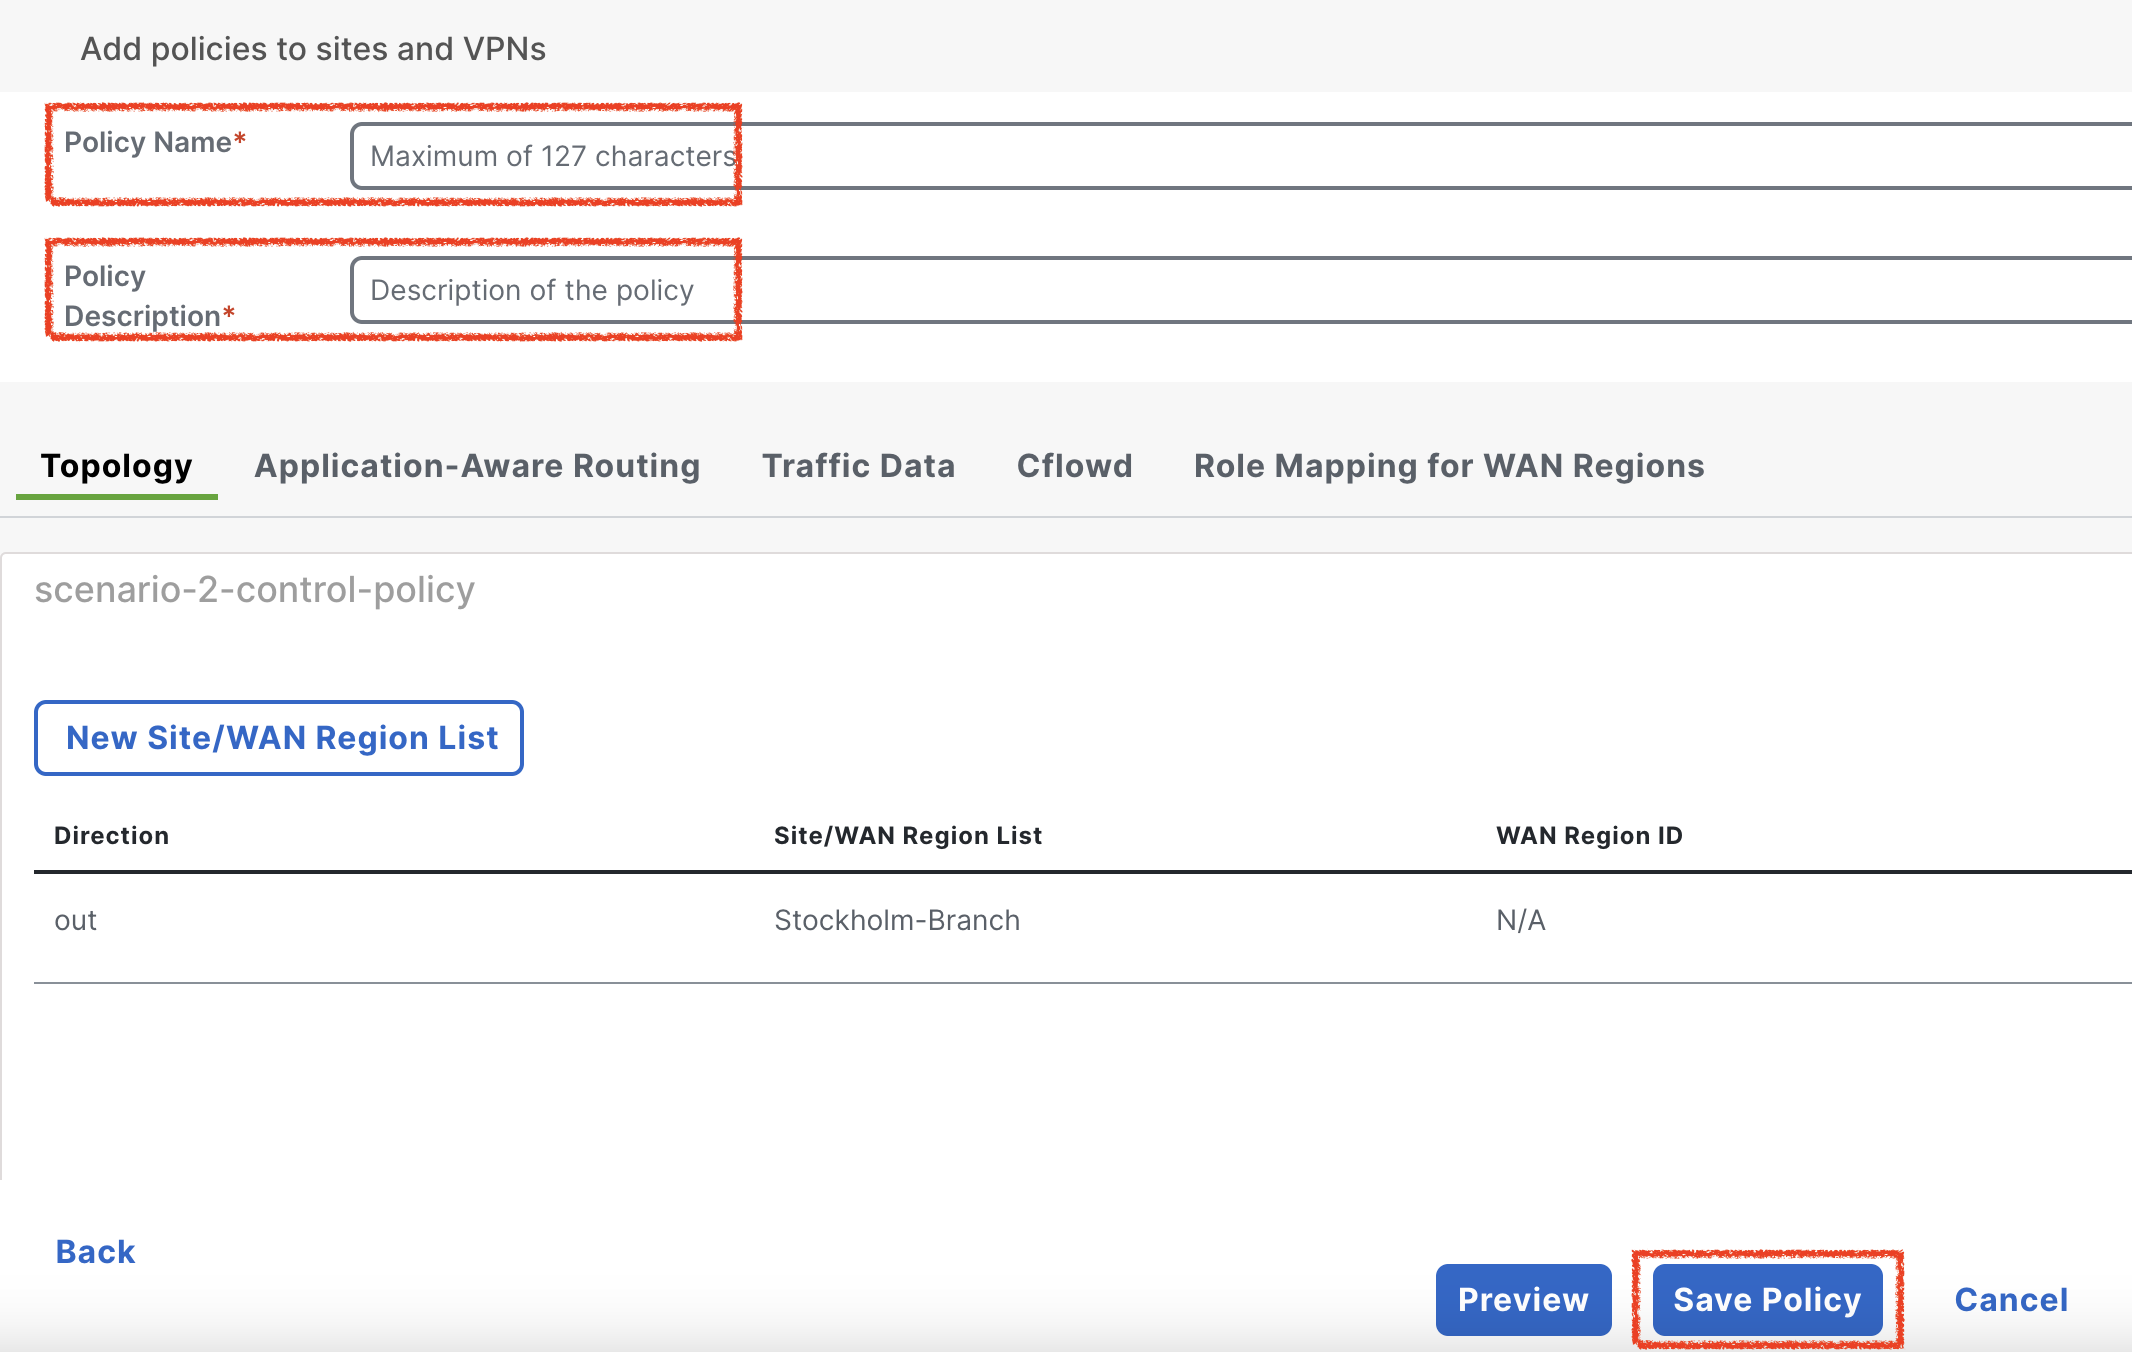 Add policies to sites and VPNs
Policy Name*
Maximum of 127 characters
Policy
Description*
Description of the policy
Topology Application-Aware Routing Traffic Data Cflowd Role Mapping for WAN Regions
scenario-2-control-policy
New Site/WAN Region List
Direction Site/WAN Region List WAN Region ID
out Stockholm-Branch N/A
Back
Preview Save Policy Cancel